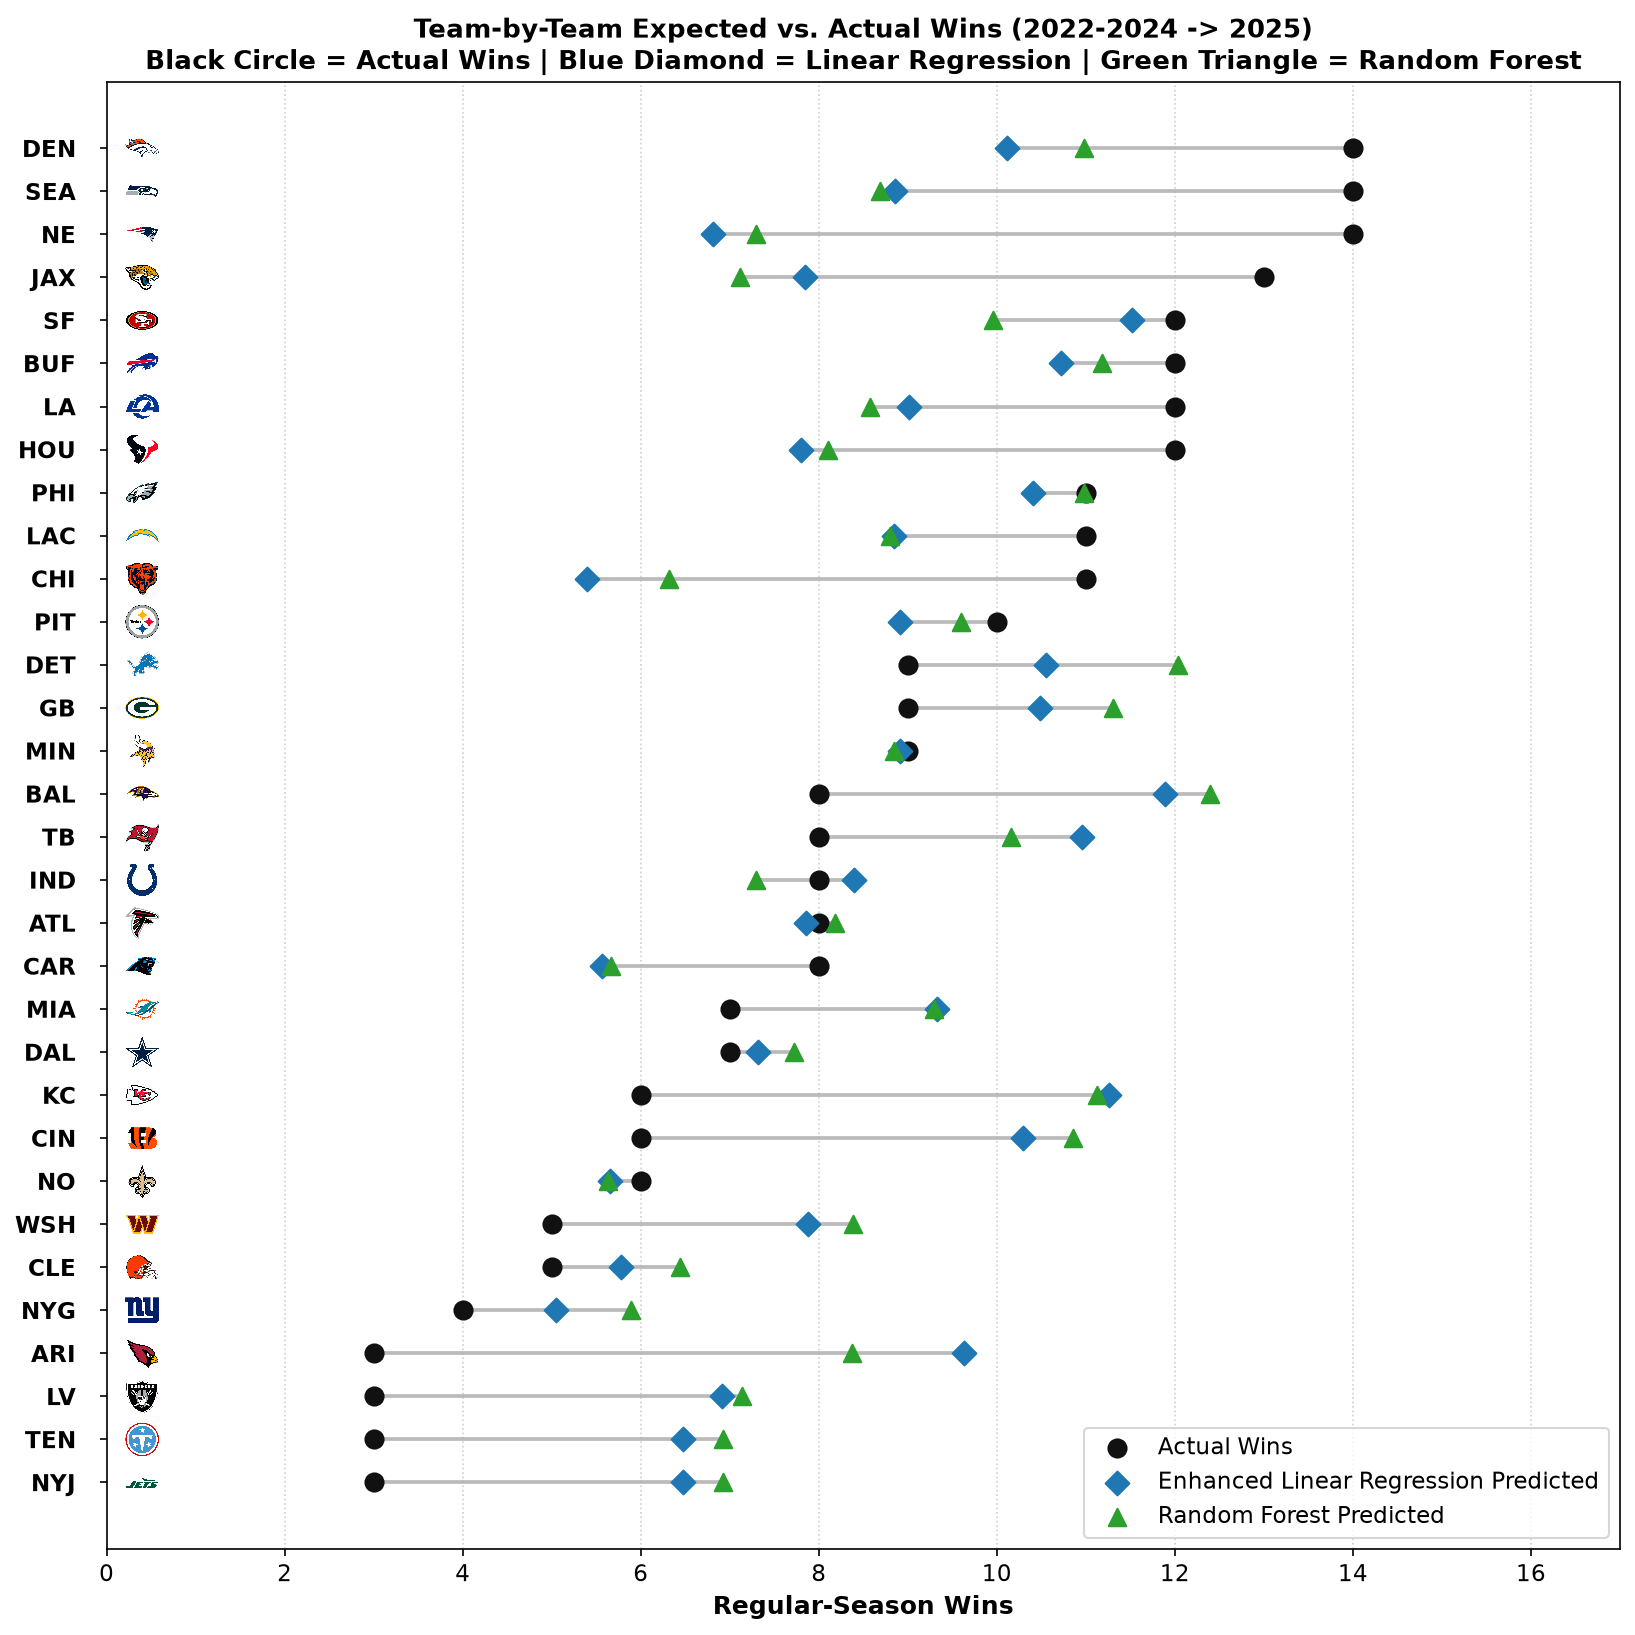 Team-by-Team Expected vs. Actual Wins (2022-2024 -> 2025)
Black Circle = Actual Wins | Blue Diamond = Linear Regression | Green Triangle = Random Forest
DEN
SEA
NE
JAX
SF
BUF
LA
HOU
PHI
LAC
CHI
PIT
DET
GB
MIN
BAL
TB
IND
ATL
CAR
MIA
DAL
KC
CIN
NO
WSH
CLE
NYG
ny
ARI
LV
TEN
NYJ
JETS
Actual Wins
Enhanced Linear Regression Predicted
Random Forest Predicted
0 2 4 6 8 10 12 14 16
Regular-Season Wins